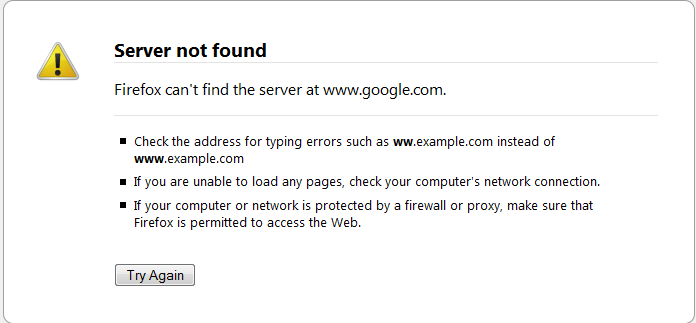 Server not found
Firefox can't find the server at www.google.com.
Check the address for typing errors such as ww.example.com instead of
www.example.com
If you are unable to load any pages, check your computer's network connection.
If your computer or network is protected by a firewall or proxy, make sure that
Firefox is permitted to access the Web.
Try Again